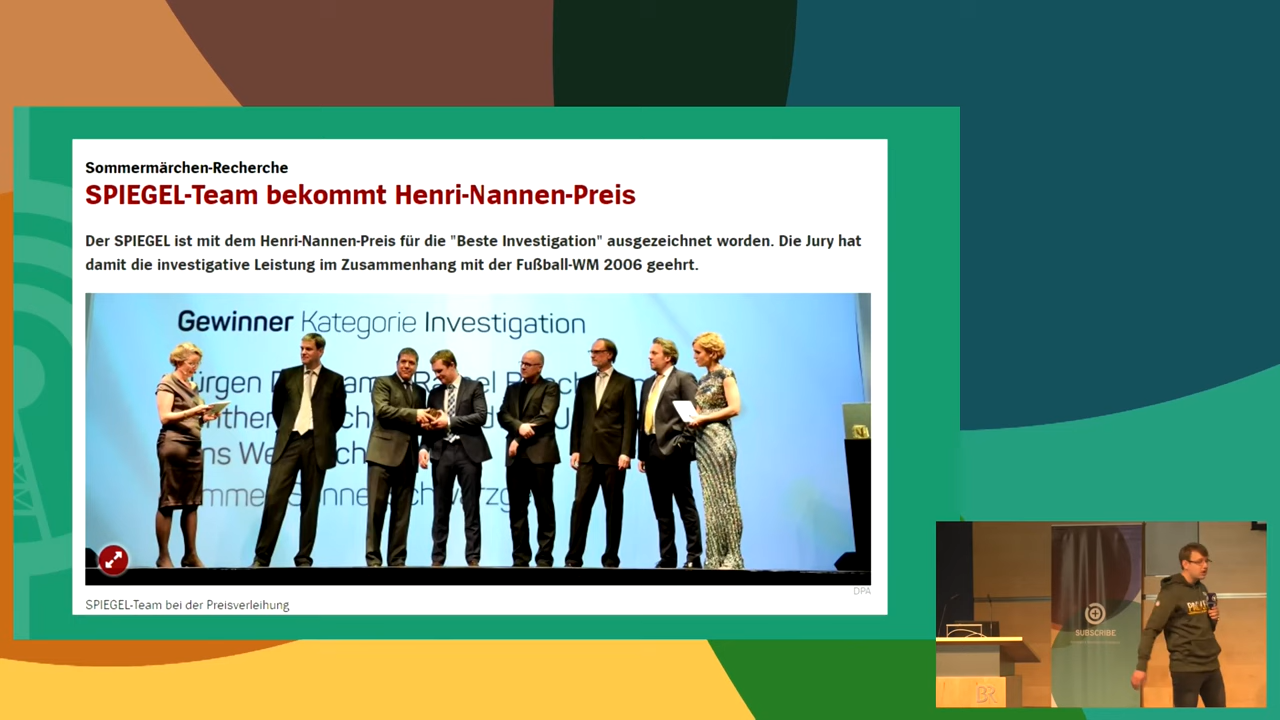 Sommermärchen-Recherche
SPIEGEL-Team bekommt Henri-Nannen-Preis
Der SPIEGEL ist mit dem Henri-Nannen-Preis für die "Beste Investigation" ausgezeichnet worden. Die Jury hat
damit die investigative Leistung im Zusammenhang mit der Fußball-WM 2006 geehrt.
Gewinner Kategorie Investigation
DPA
SPIEGEL-Team bei der Preisverleihung
SUBSCRIBE
BR